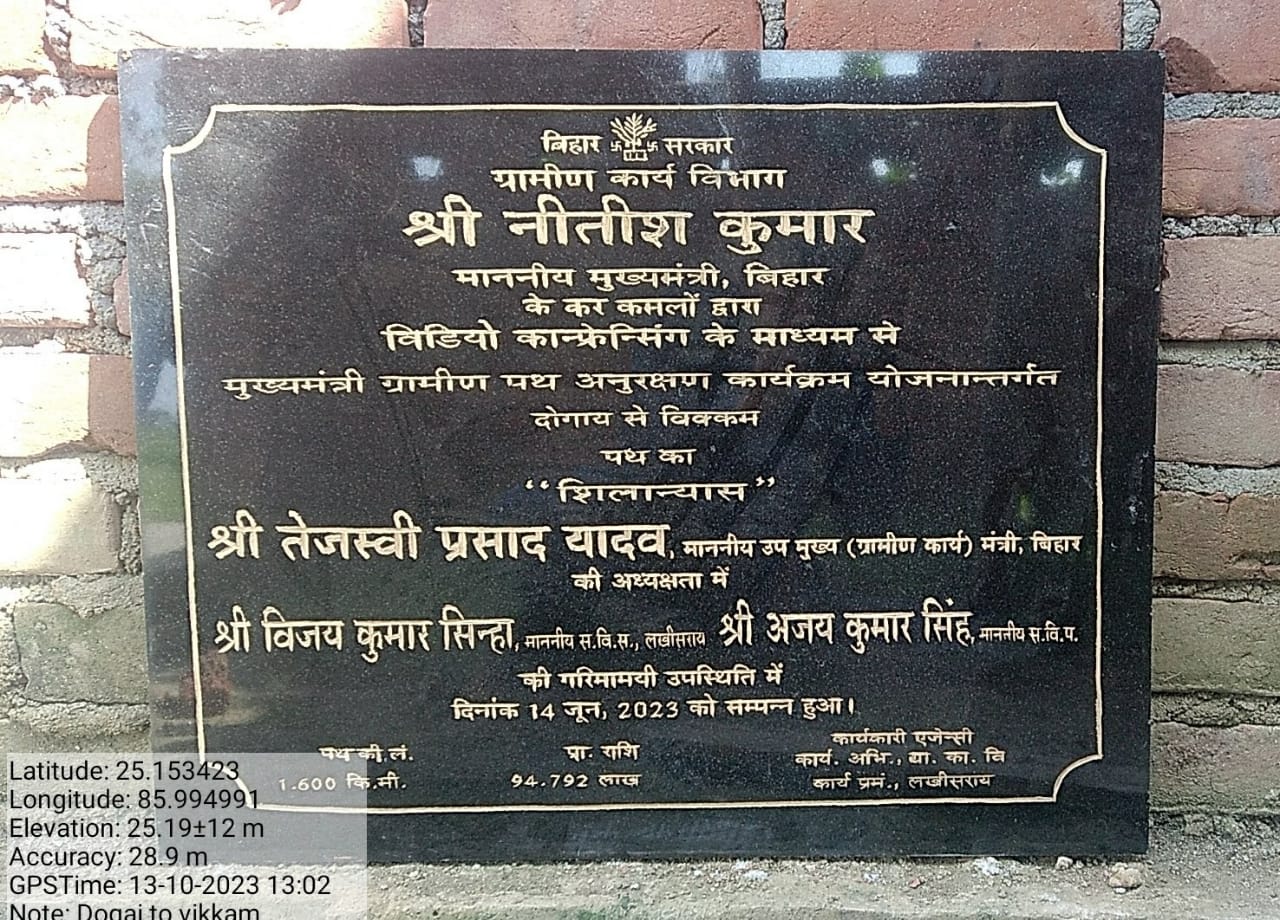 बिहार सरकार
ग्रामीण कार्य विभाग
श्री नीतीश कुमार
माननीय मुख्यमंत्री, बिहार
के कर कमलों द्वारा
विडियो कान्फ्रेन्सिंग के माध्यम से
मुख्यमंत्री ग्रामीण पथ अनुरक्षण कार्यक्रम योजनान्तर्गत
दोगाय से विक्कम
पथ का
“शिलान्यास”
श्री तेजस्वी प्रसाद यादव, माननीय उप मुख्य (ग्रामीण कार्य) मंत्री, बिहार
की अध्यक्षता में
श्री विजय कुमार सिन्हा, माननीय स.वि.स., लखीसराय श्री अजय कुमार सिंह, माननीय स.वि.प.
की गरिमामयी उपस्थिति में
दिनांक 14 जून, 2023 को सम्पन्न हुआ।
पथ की लं. प्रा. राशि कार्यकारी एजेन्सी
कार्य. अभि., ग्रा. का. वि
1.600 कि.मी. 94.792 लाख कार्य प्रमं., लखीसराय
Latitude: 25.153423
Longitude: 85.994991
Elevation: 25.19±12 m
Accuracy: 28.9 m
GPSTime: 13-10-2023 13:02
Note: Dogai to vikkam